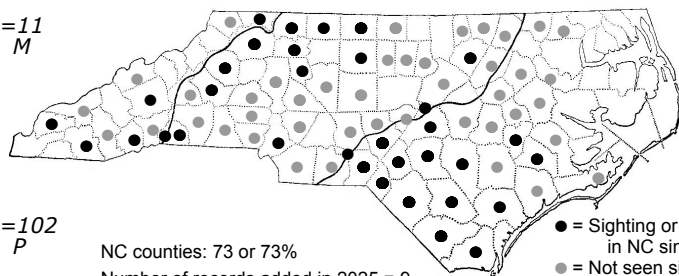 =11
M
=102
P
NC counties: 73 or 73%
● = Sighting or
in NC sin
● = Not seen si